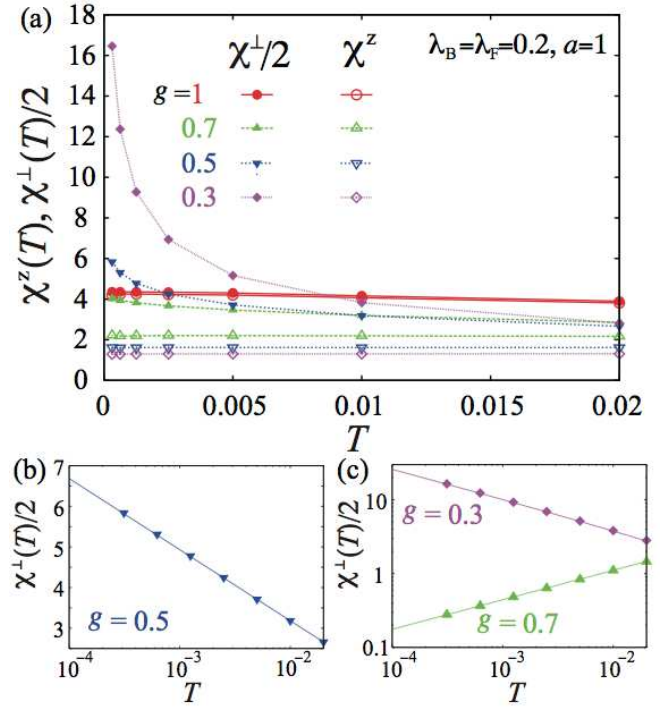 (a)
λ_B=λ_F=0.2, a=1
χ^⊥/2 χ^z
g =1
0.7
0.5
0.3
χ^z(T), χ^⊥(T)/2
18
16
14
12
10
8
6
4
2
0
0 0.005 0.01 0.015 0.02
T
(b)
χ^⊥(T)/2
7
6
5
4
3
g = 0.5
10^-4 10^-3 10^-2
T
(c)
χ^⊥(T)/2
10
1
0.1
g = 0.3
g = 0.7
10^-4 10^-3 10^-2
T